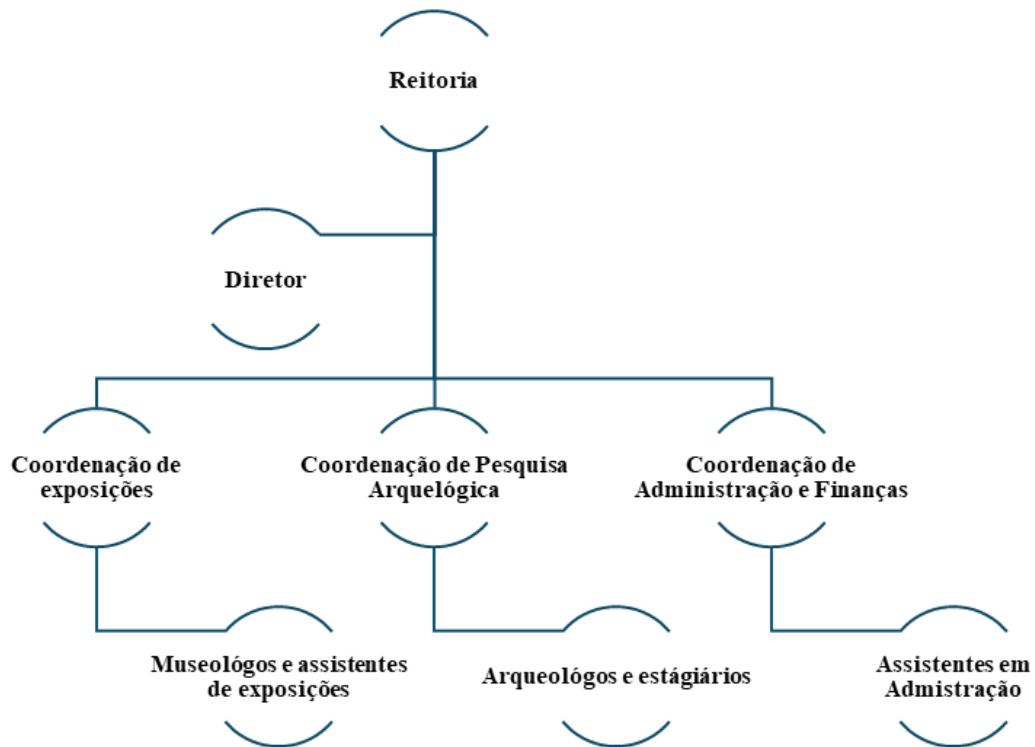 Reitoria
Diretor
Coordenação de
exposições
Coordenação de Pesquisa
Arquelógica
Coordenação de
Administração e Finanças
Museológos e assistentes
de exposições
Arqueológos e estágiários
Assistentes em
Admistração